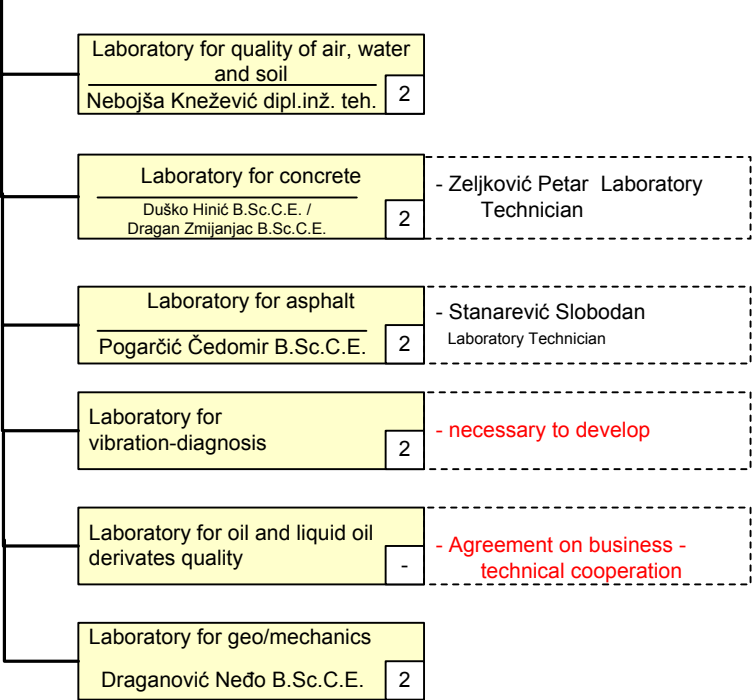 Laboratory for quality of air, water
and soil
Nebojša Knežević dipl.inž. teh.
2
Laboratory for concrete
Duško Hinić B.Sc.C.E. /
Dragan Zmijanjac B.Sc.C.E.
2
- Zeljković Petar Laboratory
Technician
Laboratory for asphalt
Pogarčić Čedomir B.Sc.C.E.
2
- Stanarević Slobodan
Laboratory Technician
Laboratory for
vibration-diagnosis
2
- necessary to develop
Laboratory for oil and liquid oil
derivates quality
-
- Agreement on business -
technical cooperation
Laboratory for geo/mechanics
Draganović Neđo B.Sc.C.E.
2